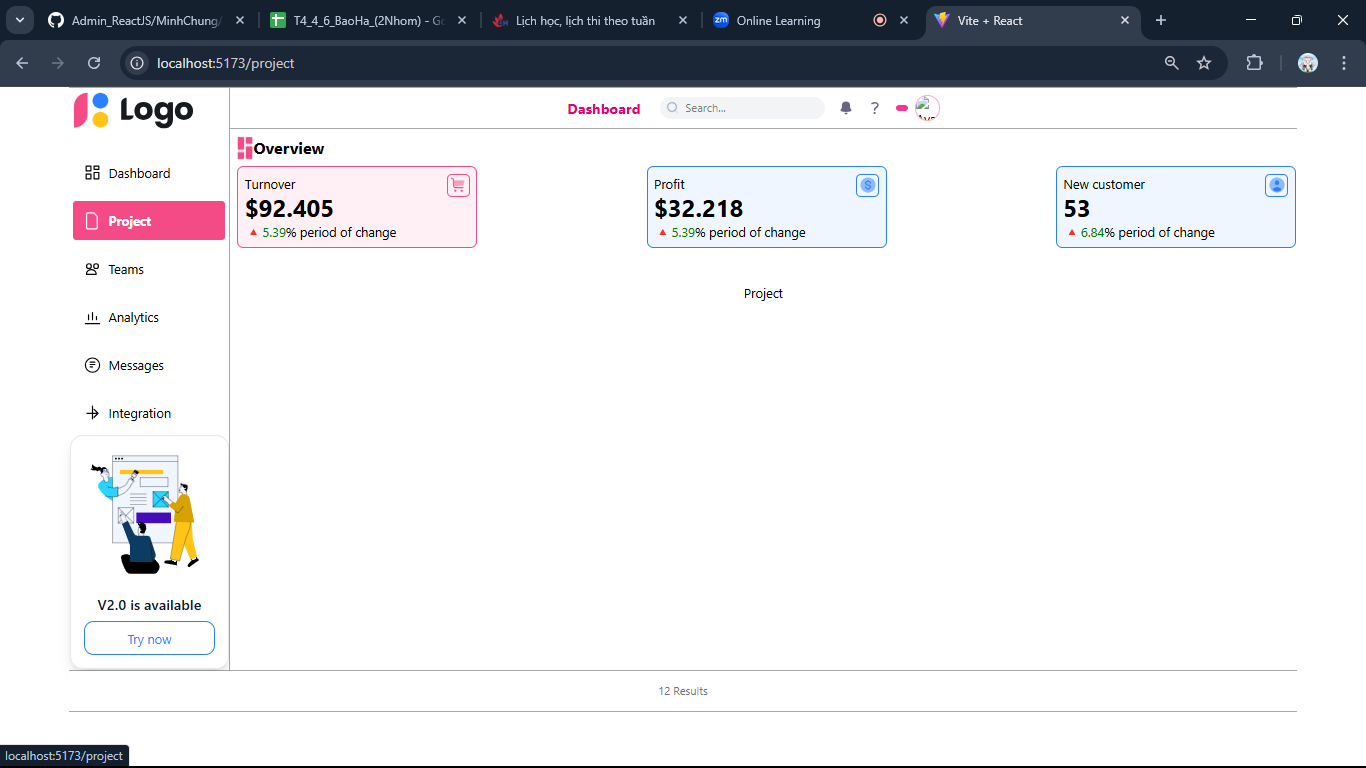 Admin_ReactJS/MinhChung/
T4_4_6_BaoHa_(2Nhom) - Go
Lịch học, lịch thi theo tuần
zm Online Learning
Vite + React
localhost:5173/project
Logo
Dashboard
Search...
?
Overview
Dashboard
Project
Teams
Analytics
Messages
Integration
Turnover
$92.405
5.39% period of change
Profit
$
$32.218
5.39% period of change
New customer
53
6.84% period of change
Project
V2.0 is available
Try now
12 Results
localhost:5173/project